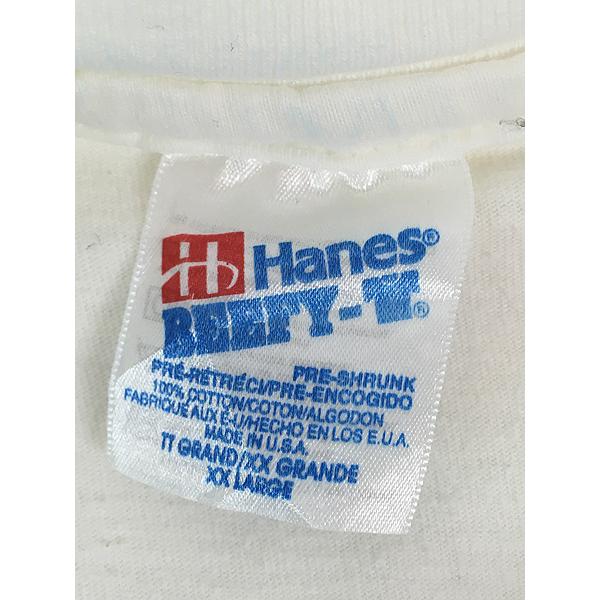 H Hanes®
BEEFY-T®
PRE-SHRUNK
PRÉ-RÉTRÉCI/PRE-ENCOGIDO
100% COTTON/COTON/ALGODON
FABRIQUE AUX E-U/HECHO EN LOS E.U.A.
MADE IN U.S.A.
TT GRAND/XX GRANDE
XX LARGE